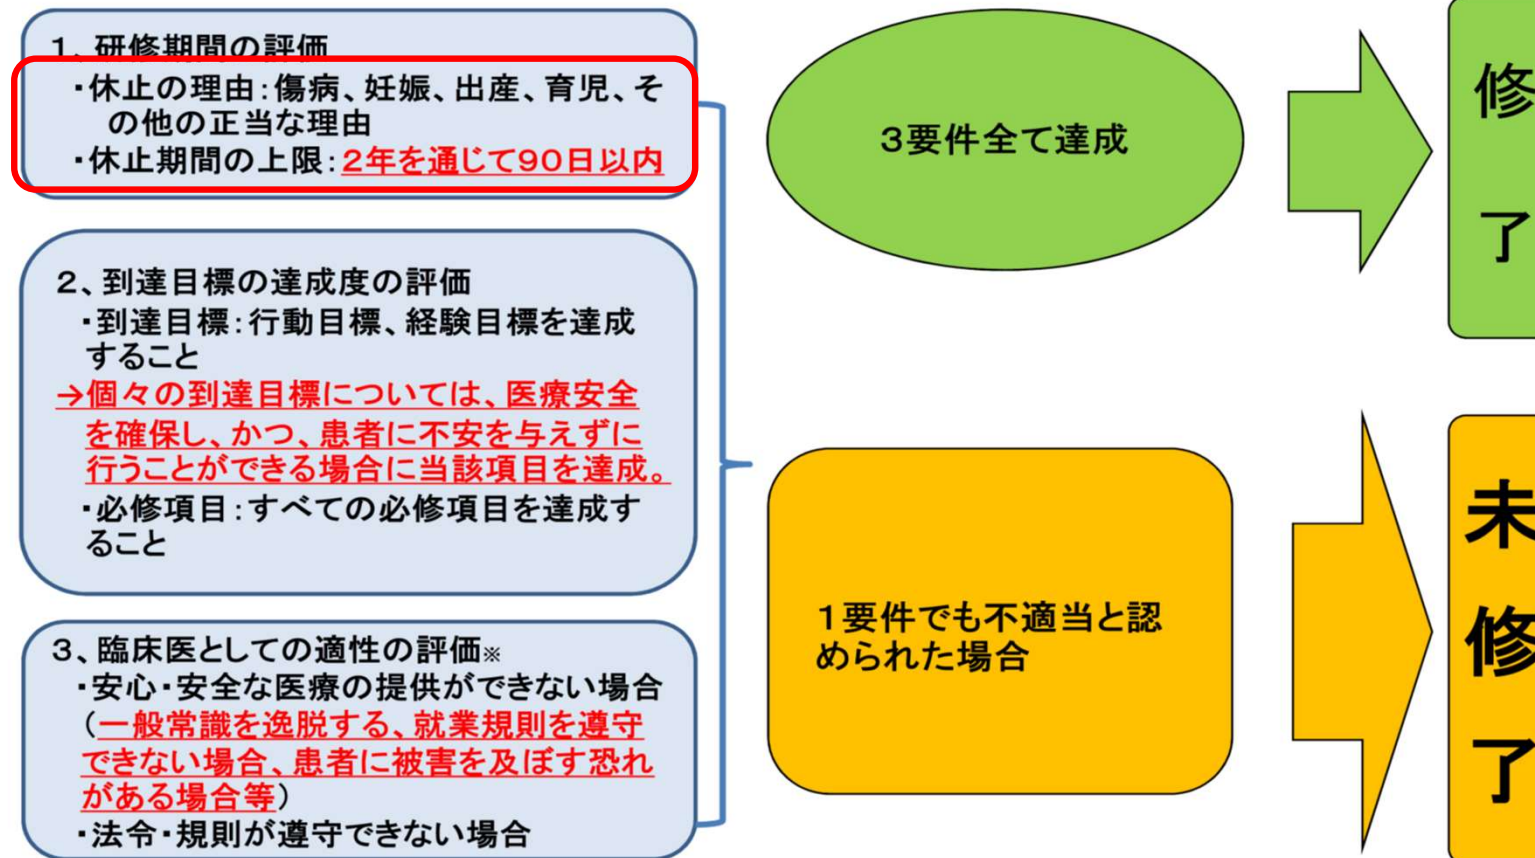 1、研修期間の評価
・休止の理由:傷病、妊娠、出産、育児、そ
の他の正当な理由
・休止期間の上限:2年を通じて90日以内
2、到達目標の達成度の評価
・到達目標:行動目標、経験目標を達成
すること
→個々の到達目標については、医療安全
を確保し、かつ、患者に不安を与えずに
行うことができる場合に当該項目を達成。
・必修項目:すべての必修項目を達成す
ること
3、臨床医としての適性の評価※
・安心・安全な医療の提供ができない場合
(一般常識を逸脱する、就業規則を遵守
できない場合、患者に被害を及ぼす恐れ
がある場合等)
・法令・規則が遵守できない場合
3要件全て達成
修
了
1要件でも不適当と認
められた場合
未
修
了